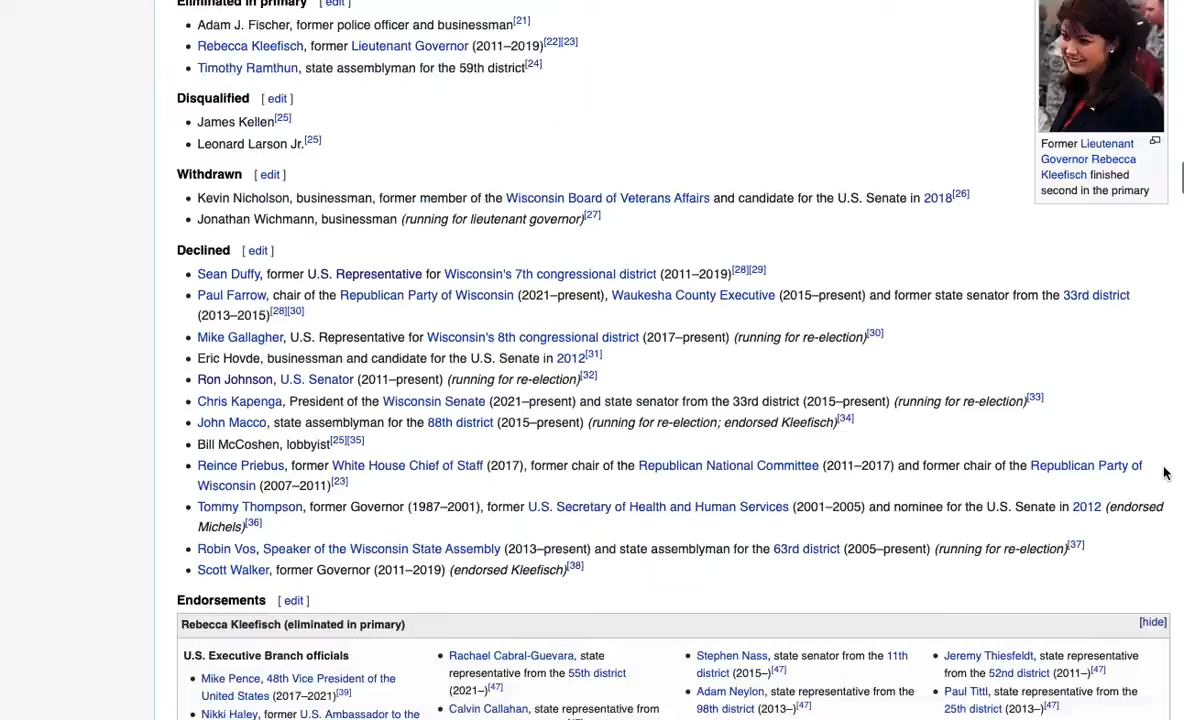 Eliminated in primary [ edit ]
• Adam J. Fischer, former police officer and businessman[21]
• Rebecca Kleefisch, former Lieutenant Governor (2011–2019)[22][23]
• Timothy Ramthun, state assemblyman for the 59th district[24]
Disqualified [ edit ]
• James Kellen[25]
• Leonard Larson Jr.[25]
Withdrawn [ edit ]
• Kevin Nicholson, businessman, former member of the Wisconsin Board of Veterans Affairs and candidate for the U.S. Senate in 2018[26]
• Jonathan Wichmann, businessman (running for lieutenant governor)[27]
Former Lieutenant
Governor Rebecca
Kleefisch finished
second in the primary
Declined [ edit ]
• Sean Duffy, former U.S. Representative for Wisconsin's 7th congressional district (2011–2019)[28][29]
• Paul Farrow, chair of the Republican Party of Wisconsin (2021–present), Waukesha County Executive (2015–present) and former state senator from the 33rd district
(2013–2015)[28][30]
• Mike Gallagher, U.S. Representative for Wisconsin's 8th congressional district (2017–present) (running for re-election)[30]
• Eric Hovde, businessman and candidate for the U.S. Senate in 2012[31]
• Ron Johnson, U.S. Senator (2011–present) (running for re-election)[32]
• Chris Kapenga, President of the Wisconsin Senate (2021–present) and state senator from the 33rd district (2015–present) (running for re-election)[33]
• John Macco, state assemblyman for the 88th district (2015–present) (running for re-election; endorsed Kleefisch)[34]
• Bill McCoshen, lobbyist[25][35]
• Reince Priebus, former White House Chief of Staff (2017), former chair of the Republican National Committee (2011–2017) and former chair of the Republican Party of
Wisconsin (2007–2011)[23]
• Tommy Thompson, former Governor (1987–2001), former U.S. Secretary of Health and Human Services (2001–2005) and nominee for the U.S. Senate in 2012 (endorsed
Michels)[36]
• Robin Vos, Speaker of the Wisconsin State Assembly (2013–present) and state assemblyman for the 63rd district (2005–present) (running for re-election)[37]
• Scott Walker, former Governor (2011–2019) (endorsed Kleefisch)[38]
Endorsements [ edit ]
Rebecca Kleefisch (eliminated in primary) [hide]
U.S. Executive Branch officials
• Mike Pence, 48th Vice President of the
United States (2017–2021)[39]
• Nikki Haley, former U.S. Ambassador to the
• Rachael Cabral-Guevara, state
representative from the 55th district
(2021–)[47]
• Calvin Callahan, state representative from
• Stephen Nass, state senator from the 11th
district (2015–)[47]
• Adam Neylon, state representative from the
98th district (2013–)[47]
• Jeremy Thiesfeldt, state representative
from the 52nd district (2011–)[47]
• Paul Tittl, state representative from the
25th district (2013–)[47]